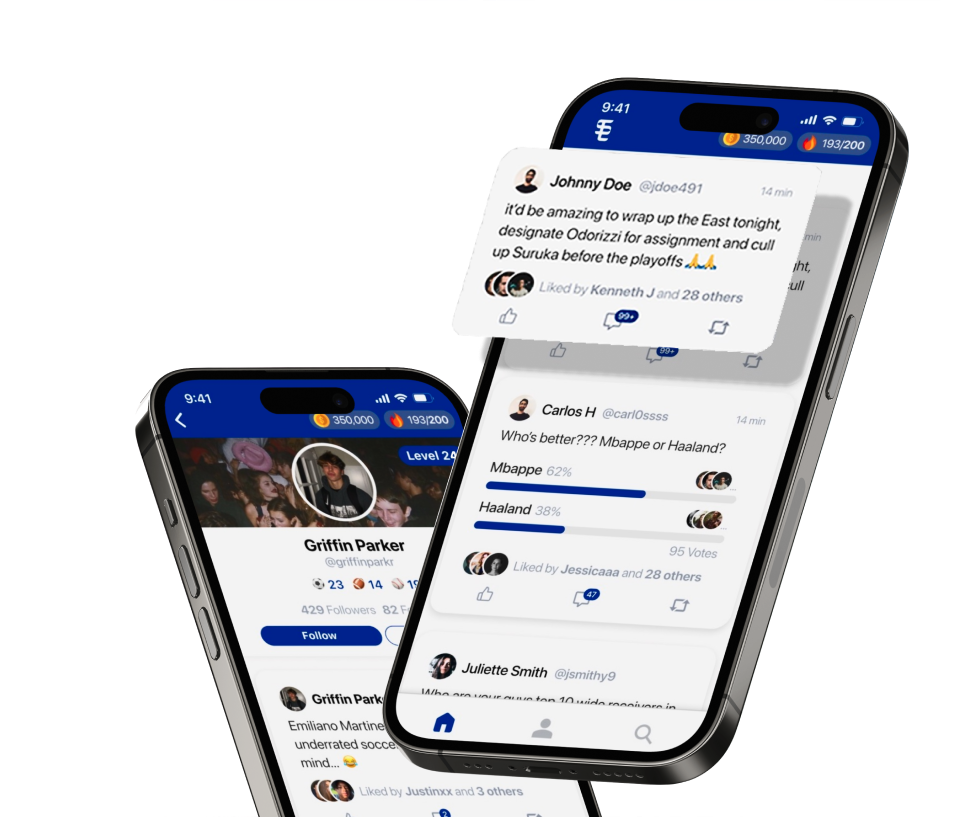 9:41
350,000
193/200
Johnny Doe @jdoe491
14 min
it'd be amazing to wrap up the East tonight,
designate Odorizzi for assignment and cull
up Suruka before the playoffs 🙏🙏
Liked by Kenneth J and 28 others
99+
min
ght,
cull
99+
Carlos H @carl0ssss
14 min
Who's better??? Mbappe or Haaland?
Mbappe 62%
Haaland 38%
95 Votes
Liked by Jessicaaa and 28 others
47
Juliette Smith @jsmithy9
Who are your guys top 10 wide receivers in
9:41
350,000
193/200
Level 24
Griffin Parker
@griffinparkr
⚽ 23 🏀 14 ⚾ 19
429 Followers 82 F
Follow
Griffin Park
Emiliano Martine
underrated socce
mind... 😂
Liked by Justinxx and 3 others
2